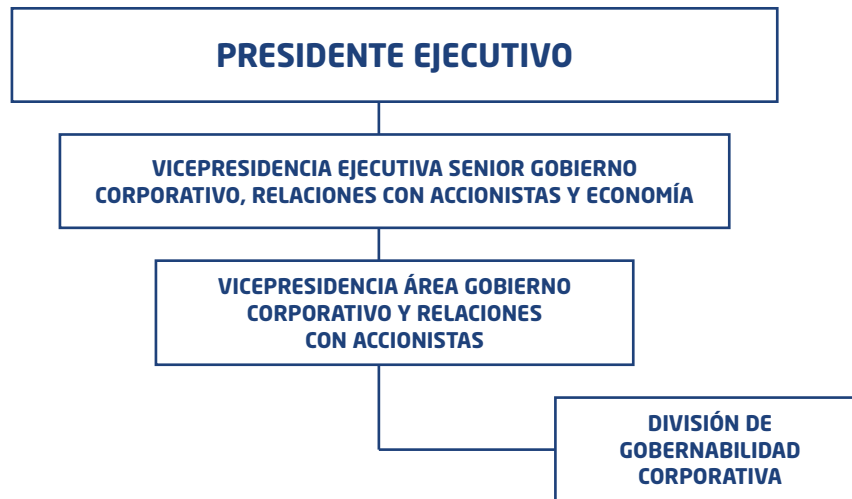 PRESIDENTE EJECUTIVO
VICEPRESIDENCIA EJECUTIVA SENIOR GOBIERNO
CORPORATIVO, RELACIONES CON ACCIONISTAS Y ECONOMÍA
VICEPRESIDENCIA ÁREA GOBIERNO
CORPORATIVO Y RELACIONES
CON ACCIONISTAS
DIVISIÓN DE
GOBERNABILIDAD
CORPORATIVA